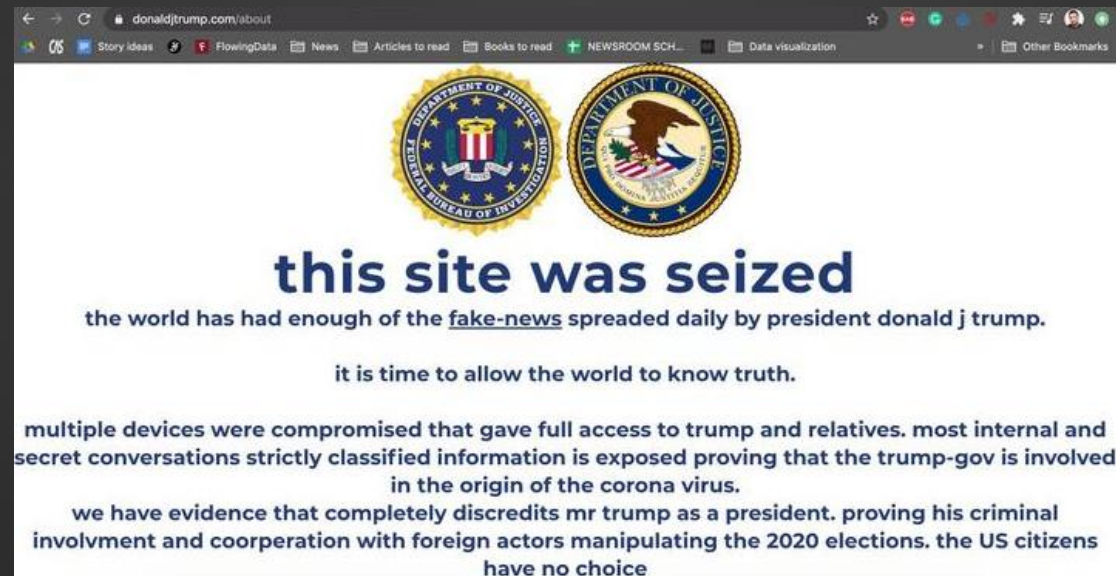 donaldjtrump.com/about
Story ideas FlowingData News Articles to read Books to read NEWSROOM SCH... Data visualization » Other Bookmarks
DEPARTMENT OF JUSTICE
FEDERAL BUREAU OF INVESTIGATION
DEPARTMENT OF JUSTICE
QUI PRO DOMINA JUSTITIA SEQUITUR
this site was seized
the world has had enough of the fake-news spreaded daily by president donald j trump.
it is time to allow the world to know truth.
multiple devices were compromised that gave full access to trump and relatives. most internal and
secret conversations strictly classified information is exposed proving that the trump-gov is involved
in the origin of the corona virus.
we have evidence that completely discredits mr trump as a president. proving his criminal
involvment and coorperation with foreign actors manipulating the 2020 elections. the US citizens
have no choice